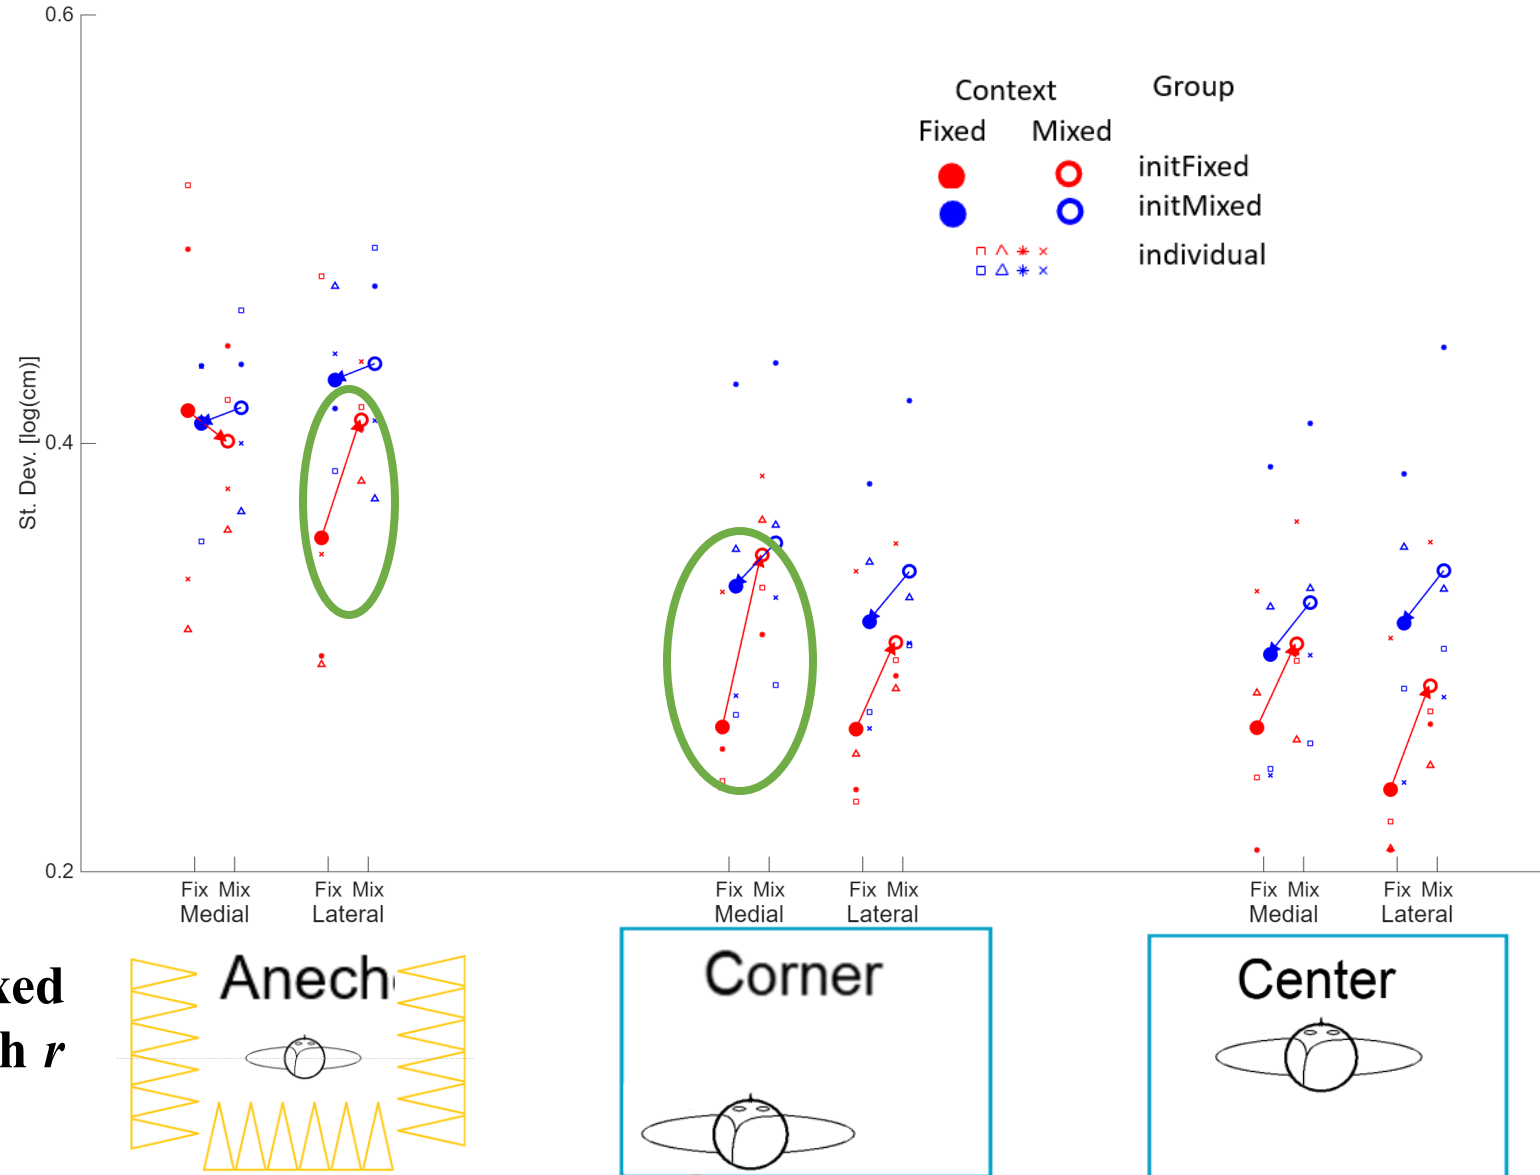 0.6
Context Group
Fixed Mixed
initFixed
initMixed
individual
0.4
St. Dev. [log(cm)]
0.2
Fix Mix Fix Mix Fix Mix Fix Mix Fix Mix Fix Mix
Medial Lateral Medial Lateral Medial Lateral
Anech Corner Center
xed
h r